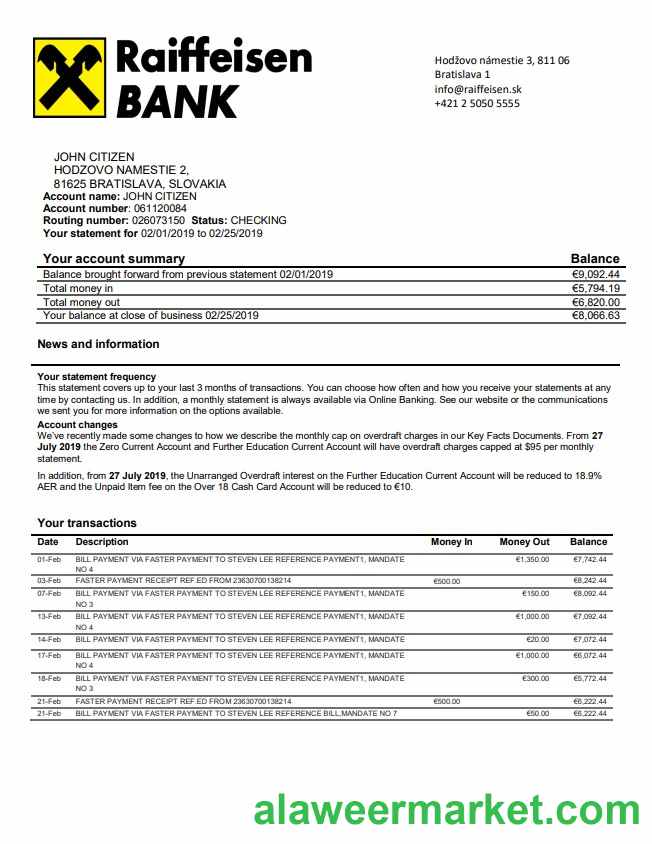 Raiffeisen
BANK
Hodžovo námestie 3, 811 06
Bratislava 1
info@raiffeisen.sk
+421 2 5050 5555
JOHN CITIZEN
HODZOVO NAMESTIE 2,
81625 BRATISLAVA, SLOVAKIA
Account name: JOHN CITIZEN
Account number: 061120084
Routing number: 026073150 Status: CHECKING
Your statement for 02/01/2019 to 02/25/2019
Your account summary Balance
Balance brought forward from previous statement 02/01/2019 €9,092.44
Total money in €5,794.19
Total money out €6,820.00
Your balance at close of business 02/25/2019 €8,066.63
News and information
Your statement frequency
This statement covers up to your last 3 months of transactions. You can choose how often and how you receive your statements at any
time by contacting us. In addition, a monthly statement is always available via Online Banking. See our website or the communications
we sent you for more information on the options available.
Account changes
We've recently made some changes to how we describe the monthly cap on overdraft charges in our Key Facts Documents. From 27
July 2019 the Zero Current Account and Further Education Current Account will have overdraft charges capped at $95 per monthly
statement.
In addition, from 27 July 2019, the Unarranged Overdraft interest on the Further Education Current Account will be reduced to 18.9%
AER and the Unpaid Item fee on the Over 18 Cash Card Account will be reduced to €10.
Your transactions
Date Description Money In Money Out Balance
01-Feb BILL PAYMENT VIA FASTER PAYMENT TO STEVEN LEE REFERENCE PAYMENT1, MANDATE €1,350.00 €7,742.44
NO 4
03-Feb FASTER PAYMENT RECEIPT REF.ED FROM 23630700138214 €500.00 €8,242.44
07-Feb BILL PAYMENT VIA FASTER PAYMENT TO STEVEN LEE REFERENCE PAYMENT1, MANDATE €150.00 €8,092.44
NO 3
13-Feb BILL PAYMENT VIA FASTER PAYMENT TO STEVEN LEE REFERENCE PAYMENT1, MANDATE €1,000.00 €7,092.44
NO 4
14-Feb BILL PAYMENT VIA FASTER PAYMENT TO STEVEN LEE REFERENCE PAYMENT1, MANDATE €20.00 €7,072.44
17-Feb BILL PAYMENT VIA FASTER PAYMENT TO STEVEN LEE REFERENCE PAYMENT1, MANDATE €1,000.00 €6,072.44
NO 4
18-Feb BILL PAYMENT VIA FASTER PAYMENT TO STEVEN LEE REFERENCE PAYMENT1, MANDATE €300.00 €5,772.44
NO 3
21-Feb FASTER PAYMENT RECEIPT REF.ED FROM 23630700138214 €500.00 €6,222.44
21-Feb BILL PAYMENT VIA FASTER PAYMENT TO STEVEN LEE REFERENCE BILL,MANDATE NO 7 €50.00 €6,222.44
alaweermarket.com